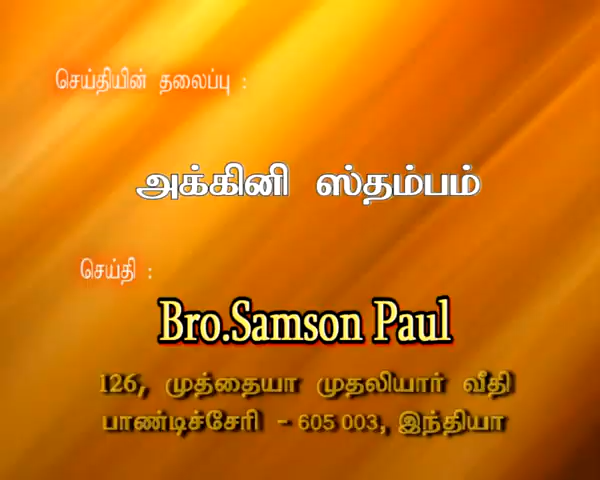 செய்தியின் தலைப்பு :
அக்கினி ஸ்தம்பம்
செய்தி :
Bro.Samson Paul
126, முத்தையா முதலியார் வீதி
பாண்டிச்சேரி - 605 003, இந்தியா